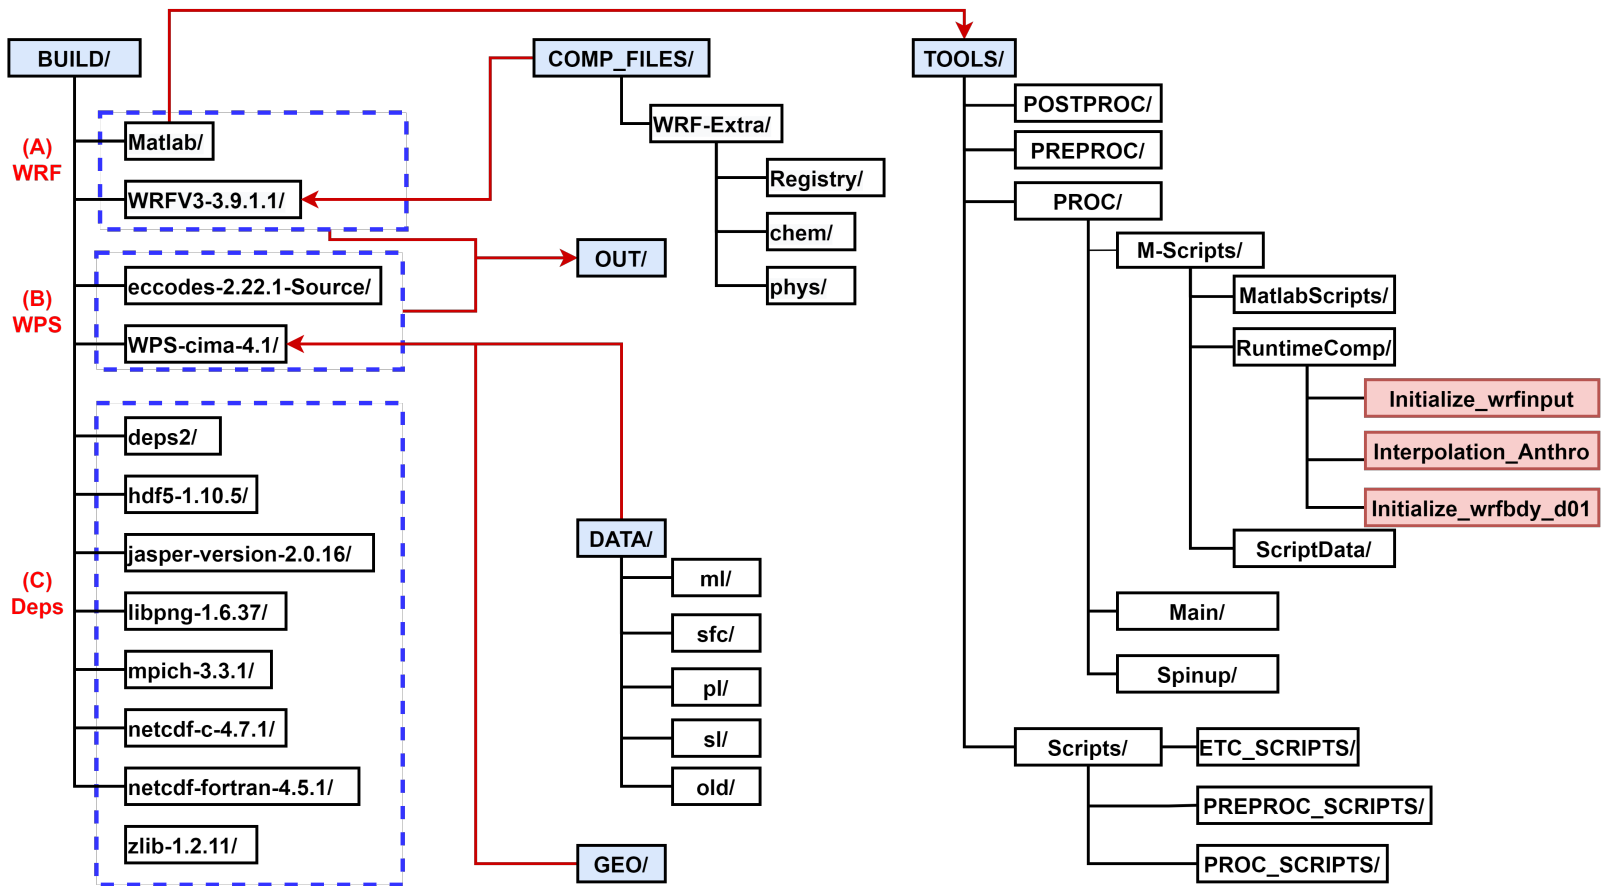 BUILD/
(A)
WRF
Matlab/
WRFV3-3.9.1.1/
(B)
WPS
eccodes-2.22.1-Source/
WPS-cima-4.1/
(C)
Deps
deps2/
hdf5-1.10.5/
jasper-version-2.0.16/
libpng-1.6.37/
mpich-3.3.1/
netcdf-c-4.7.1/
netcdf-fortran-4.5.1/
zlib-1.2.11/
COMP_FILES/
WRF-Extra/
Registry/
chem/
phys/
OUT/
DATA/
ml/
sfc/
pl/
sl/
old/
GEO/
TOOLS/
POSTPROC/
PREPROC/
PROC/
M-Scripts/
MatlabScripts/
RuntimeComp/
Initialize_wrfinput
Interpolation_Anthro
Initialize_wrfbdy_d01
ScriptData/
Main/
Spinup/
Scripts/
ETC_SCRIPTS/
PREPROC_SCRIPTS/
PROC_SCRIPTS/